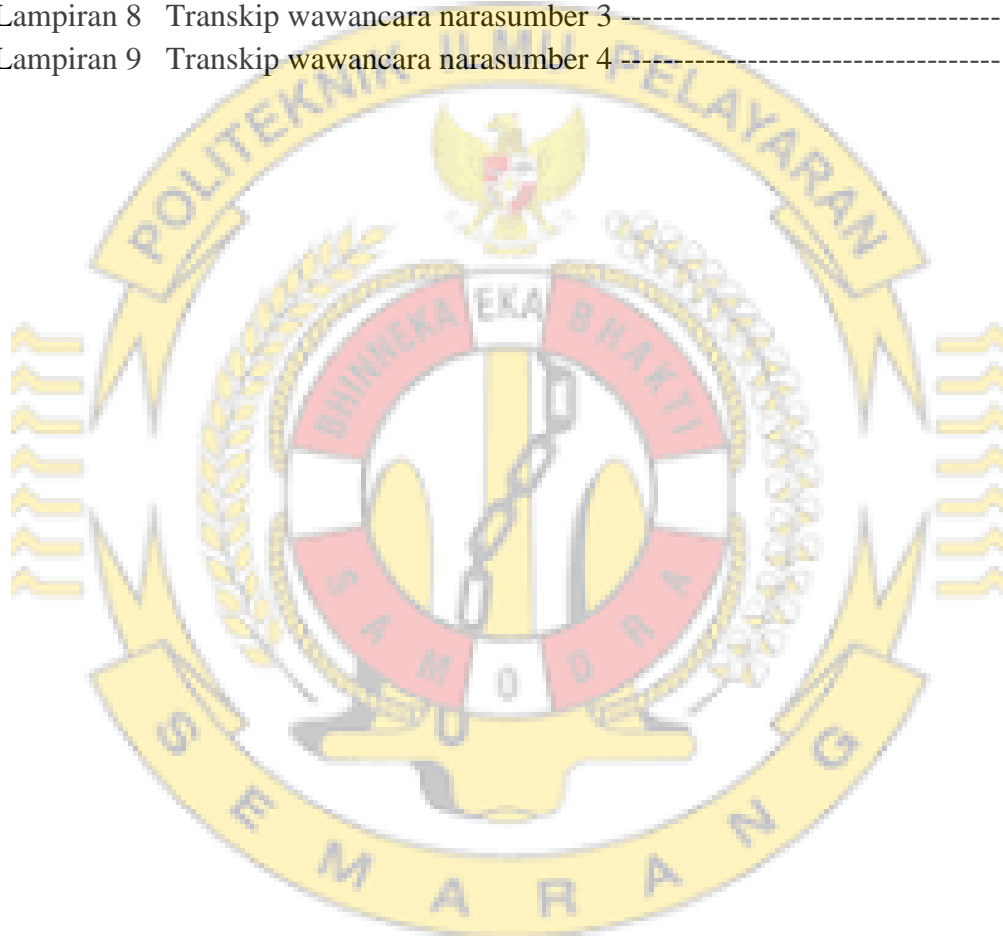 Lampiran 8 Transkip wawancara narasumber 3 -----------------------------------
Lampiran 9 Transkip wawancara narasumber 4 -----------------------------------
POLITEKNIK ILMU PELAYARAN
BHINNEKA EKA BHAKTI
SAMODRA
SEMARANG